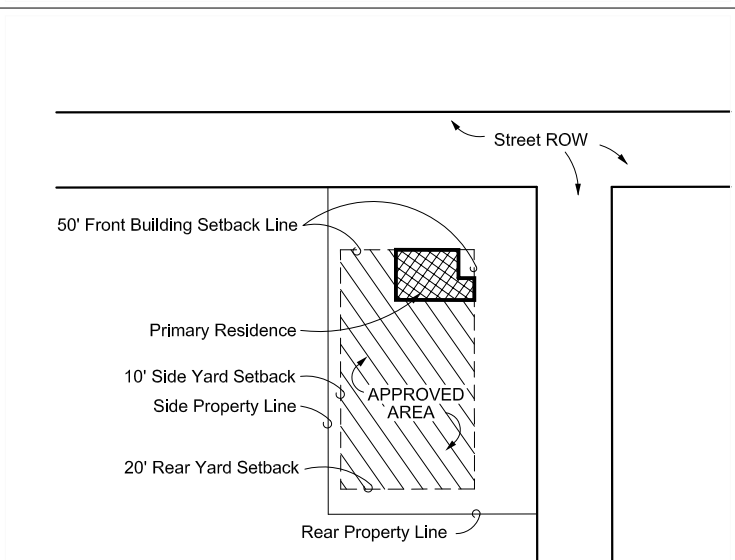 Street ROW
50' Front Building Setback Line
Primary Residence
10' Side Yard Setback
APPROVED
AREA
Side Property Line
20' Rear Yard Setback
Rear Property Line